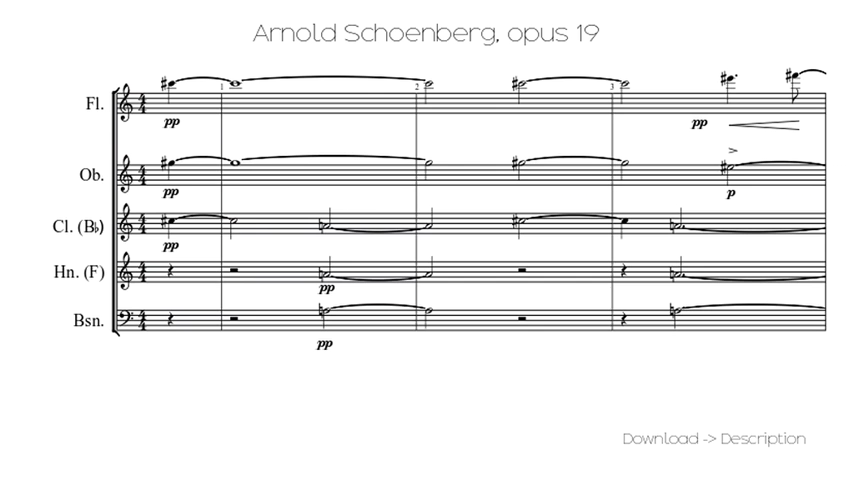 Arnold Schoenberg, opus 19
1
2
3
Fl.
pp
pp
Ob.
pp
p
Cl. (B♭)
pp
Hn. (F)
pp
Bsn.
pp
Download -> Description